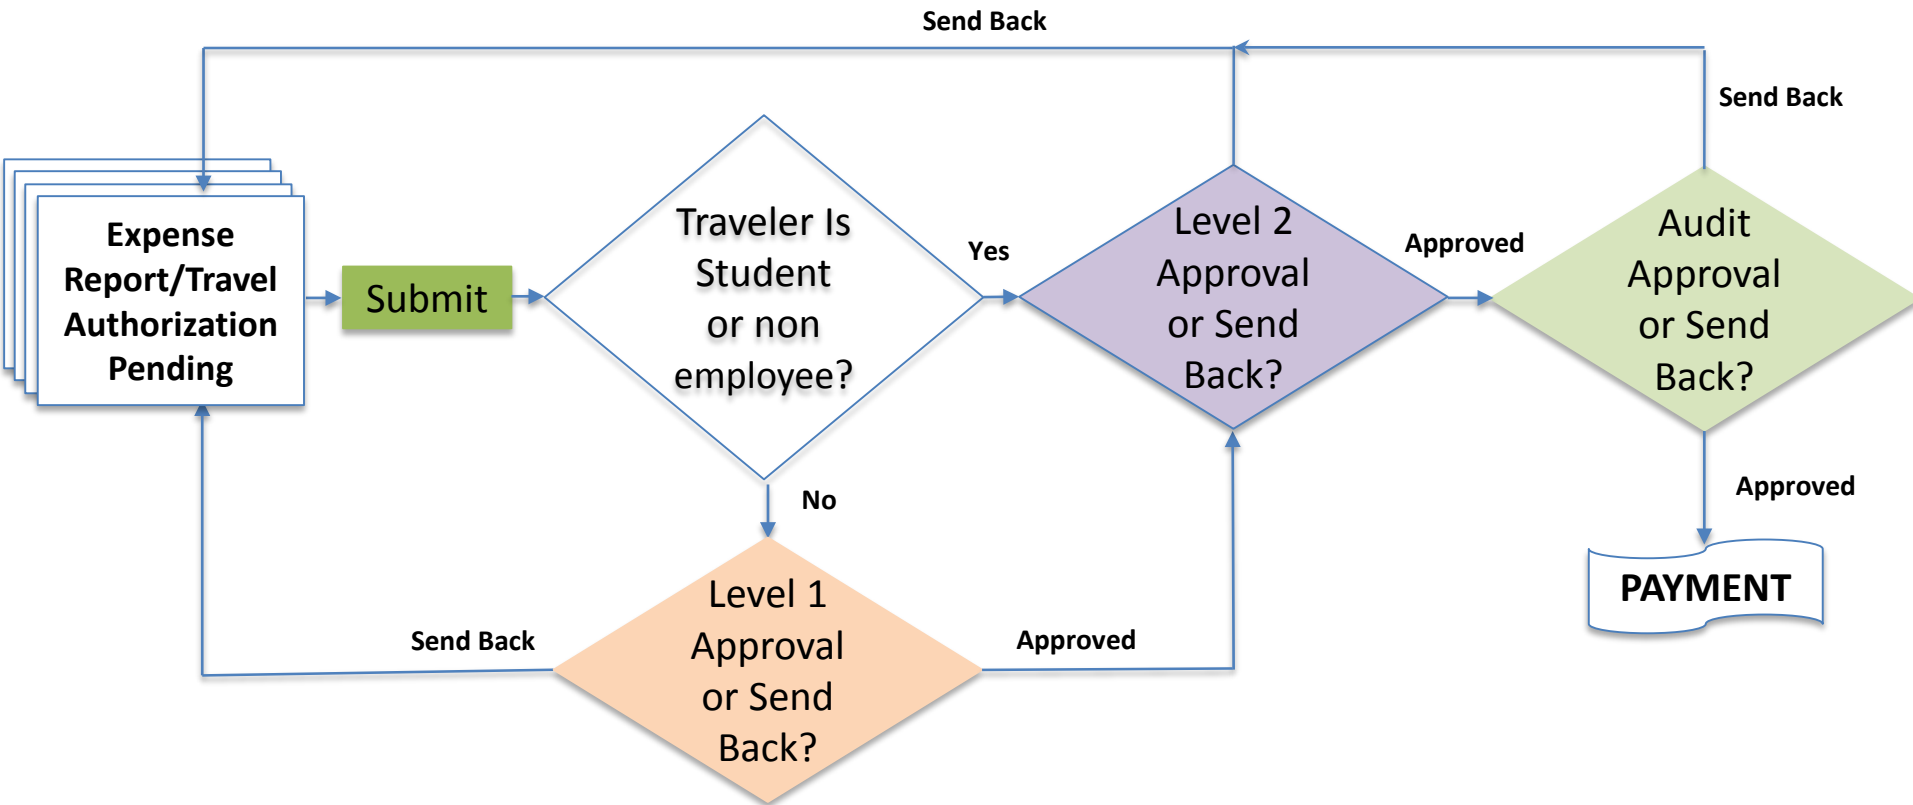 Send Back
Send Back
Expense
Report/Travel
Authorization
Pending
Submit
Traveler Is
Student
or non
employee?
Yes
Level 2
Approval
or Send
Back?
Approved
Audit
Approval
or Send
Back?
No
Approved
PAYMENT
Send Back
Level 1
Approval
or Send
Back?
Approved